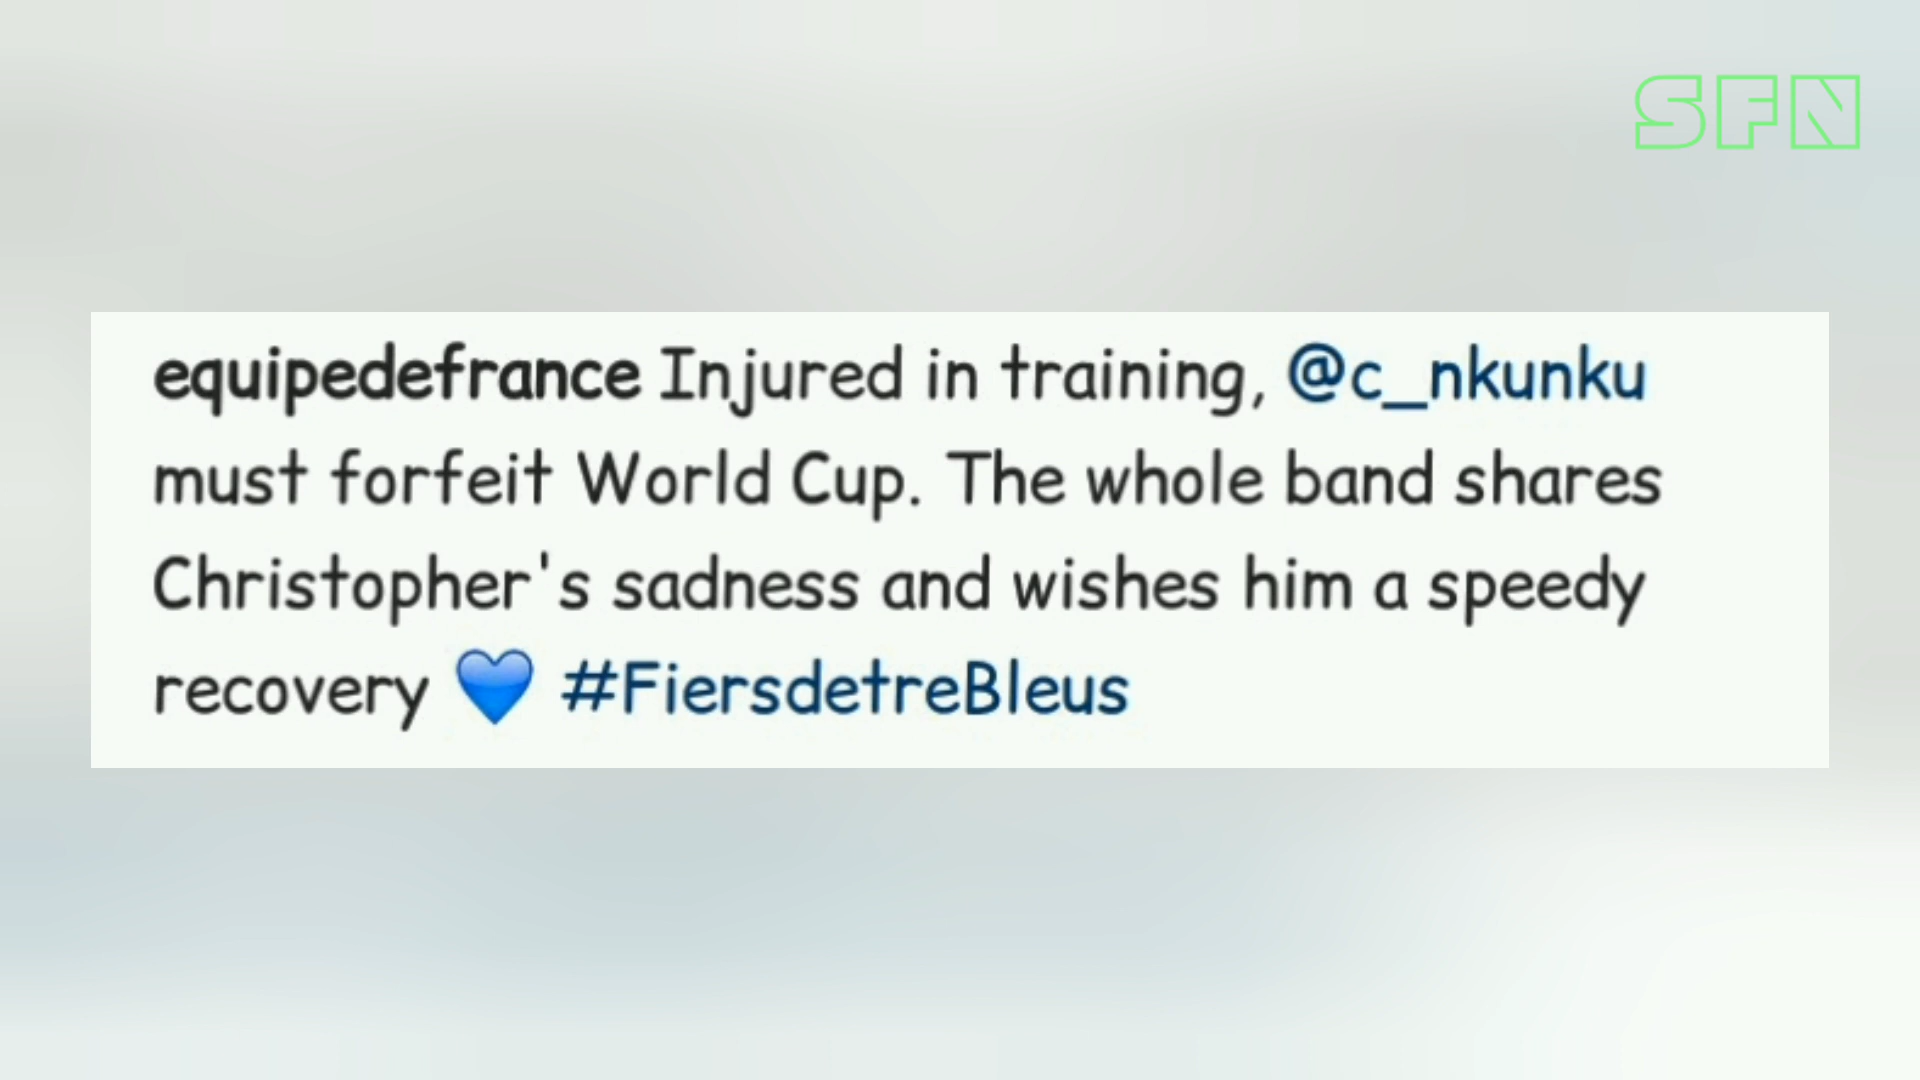 SFN
equipedefrance Injured in training, @c_nkunku
must forfeit World Cup. The whole band shares
Christopher's sadness and wishes him a speedy
recovery 💙 #FiersdetreBleus